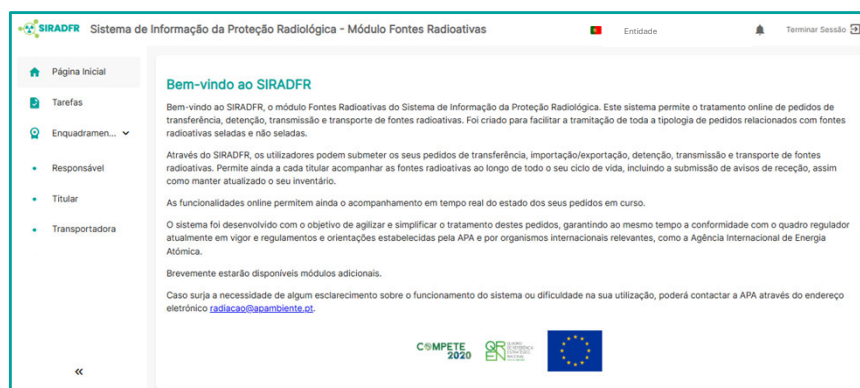 SIRADFR Sistema de Informação da Proteção Radiológica - Módulo Fontes Radioativas
Entidade
Terminar Sessão
Página Inicial
Tarefas
Enquadramen...
Responsável
Titular
Transportadora
Bem-vindo ao SIRADFR
Bem-vindo ao SIRADFR, o módulo Fontes Radioativas do Sistema de Informação da Proteção Radiológica. Este sistema permite o tratamento online de pedidos de
transferência, detenção, transmissão e transporte de fontes radioativas. Foi criado para facilitar a tramitação de toda a tipologia de pedidos relacionados com fontes
radioativas seladas e não seladas.
Através do SIRADFR, os utilizadores podem submeter os seus pedidos de transferência, importação/exportação, detenção, transmissão e transporte de fontes
radioativas. Permite ainda a cada titular acompanhar as fontes radioativas ao longo de todo o seu ciclo de vida, incluindo a submissão de avisos de receção, assim
como manter atualizado o seu inventário.
As funcionalidades online permitem ainda o acompanhamento em tempo real do estado dos seus pedidos em curso.
O sistema foi desenvolvido com o objetivo de agilizar e simplificar o tratamento destes pedidos, garantindo ao mesmo tempo a conformidade com o quadro regulador
atualmente em vigor e regulamentos e orientações estabelecidas pela APA e por organismos internacionais relevantes, como a Agência Internacional de Energia
Atómica.
Brevemente estarão disponíveis módulos adicionais.
Caso surja a necessidade de algum esclarecimento sobre o funcionamento do sistema ou dificuldade na sua utilização, poderá contactar a APA através do endereço
eletrónico radiacao@apambiente.pt.
COMPETE
2020
QREN